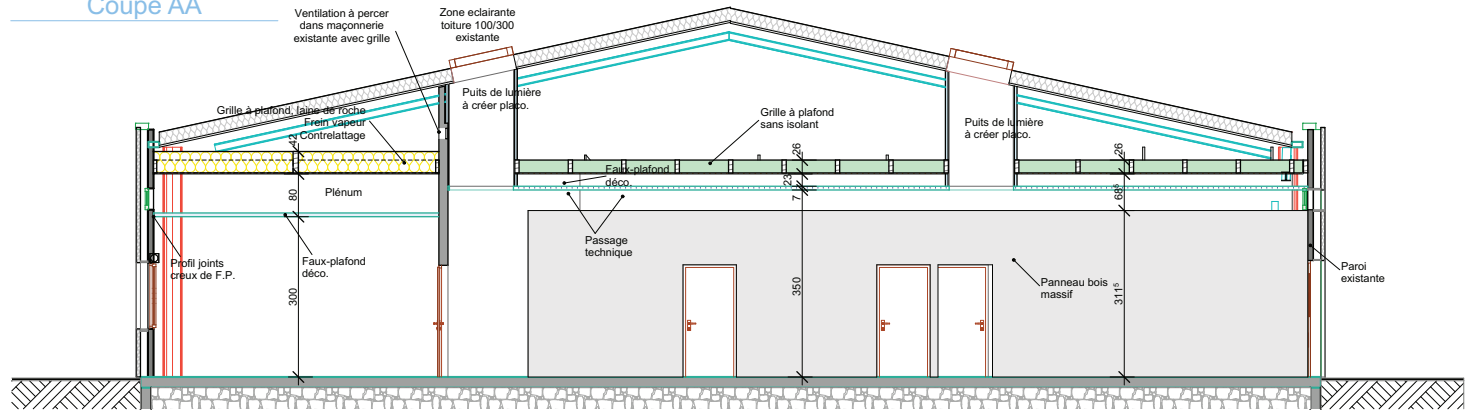 Coupe AA
Ventilation à percer
dans maçonnerie
existante avec grille
Zone eclairante
toiture 100/300
existante
Puits de lumière
à créer placo.
Grille à plafond, laine de roche
Frein vapeur
Contrelattage
Grille à plafond
sans isolant
Puits de lumière
à créer placo.
42
26
26
Faux-plafond
déco.
80
Plénum
23
7
68⁵
Passage
technique
Profil joints
creux de F.P.
Faux-plafond
déco.
300
350
311⁵
Panneau bois
massif
Paroi
existante